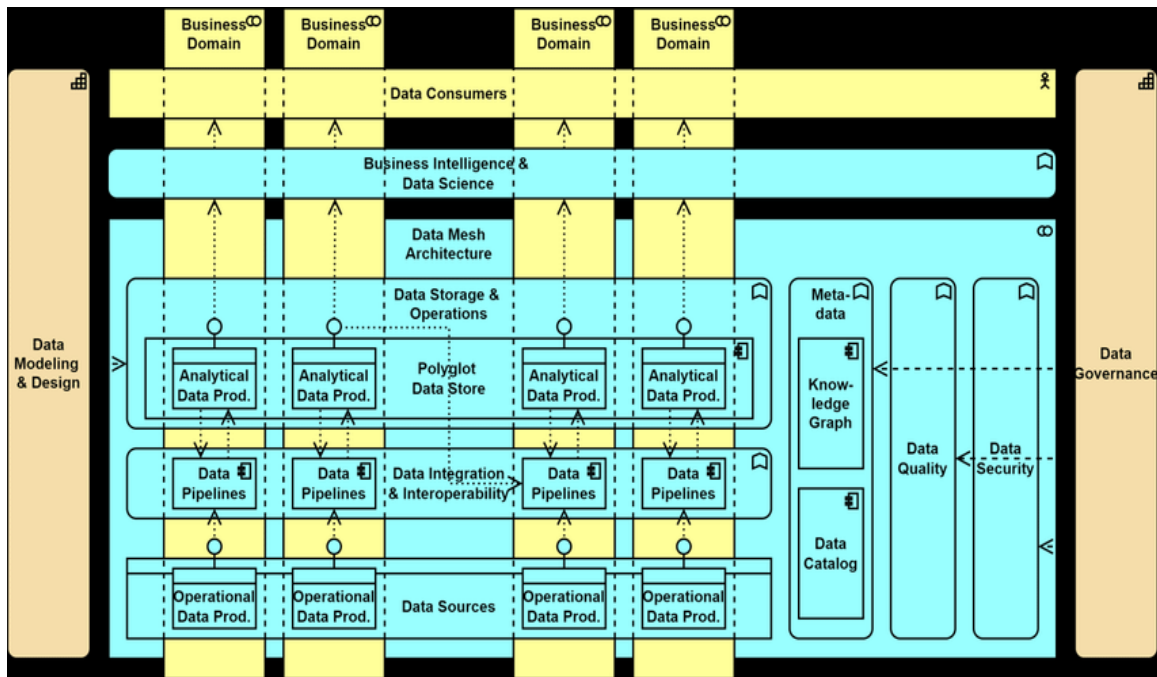 Business
Domain
Business
Domain
Business
Domain
Business
Domain
Data Consumers
Business Intelligence &
Data Science
Data Mesh
Architecture
Data Storage &
Operations
Polyglot
Data Store
Analytical
Data Prod.
Analytical
Data Prod.
Analytical
Data Prod.
Analytical
Data Prod.
Data
Pipelines
Data
Pipelines
Data Integration
& Interoperability
Data
Pipelines
Data
Pipelines
Operational
Data Prod.
Operational
Data Prod.
Data Sources
Operational
Data Prod.
Operational
Data Prod.
Meta-
data
Know-
ledge
Graph
Data
Catalog
Data
Quality
Data
Security
Data
Modeling
& Design
Data
Governance